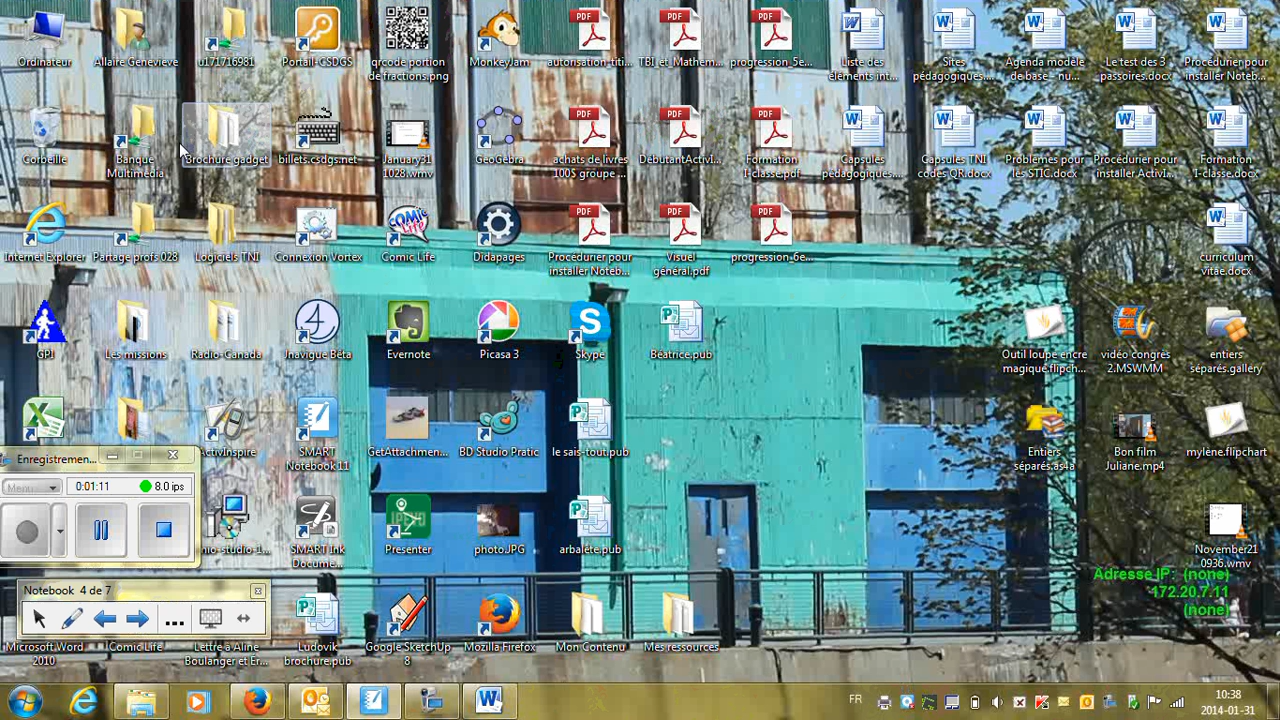 Ordinateur
Allaire Genevieve
u171716981
Portail-CSDGS
qrcode portion
de fractions.png
MonkeyJam
autorisation_titi...
TBI_et_Mathem...
progression_5e...
Liste des
éléments int...
Sites
pédagogiques,...
Agenda modèle
de base - nu...
Le test des 3
passoires.docx
Procédurier pour
installer Noteb...
Corbeille
Banque
Multimédia
Brochure gadget
billets.csdgs.net
January31
1028.wmv
GeoGebra
achats de livres
100$ groupe ...
DebutantActivI...
Formation
I-classe.pdf
Capsules
pédagogiques....
Capsules TNI
codes QR.docx
Problèmes pour
les STIC.docx
Procédurier pour
installer ActivI...
Formation
I-classe.docx
Internet Explorer
Partage profs 028
Logiciels TNI
Connexion Vortex
Comic Life
Didapages
Procédurier pour
installer Noteb...
Visuel
général.pdf
progression_6e...
curriculum
vitae.docx
GPI
Les missions
Radio-Canada
Jnavigue Bêta
Evernote
Picasa 3
Skype
Béatrice.pub
Outil loupe encre
magique.flipch...
vidéo congrès
2.MSWMM
entiers
séparés.gallery
ActivInspire
SMART
Notebook 11
GetAttachmen...
BD Studio Pratic
le sais-tout.pub
Entiers
séparés.as4a
Bon film
Juliane.mp4
mylène.flipchart
Enregistremen...
Menu
0:01:11
8.0 ips
SMART Ink
Docume...
Presenter
photo.JPG
arbalète.pub
November21
0936.wmv
Adresse IP: (none)
172.20.7.11
(none)
Notebook 4 de 7
Microsoft Word
2010
Comic Life
Lettre à Aline
Boulanger et Er...
Ludovik
brochure.pub
Google SketchUp
8
Mozilla Firefox
Mon Contenu
Mes ressources
FR
10:38
2014-01-31